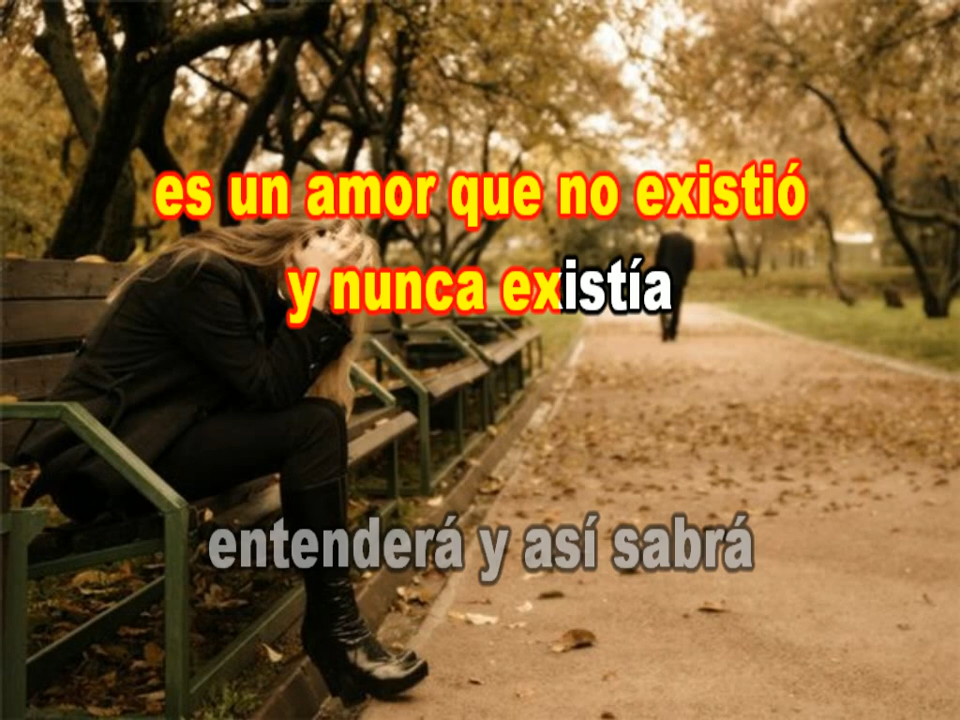 es un amor que no existió
y nunca existía
entenderá y así sabrá